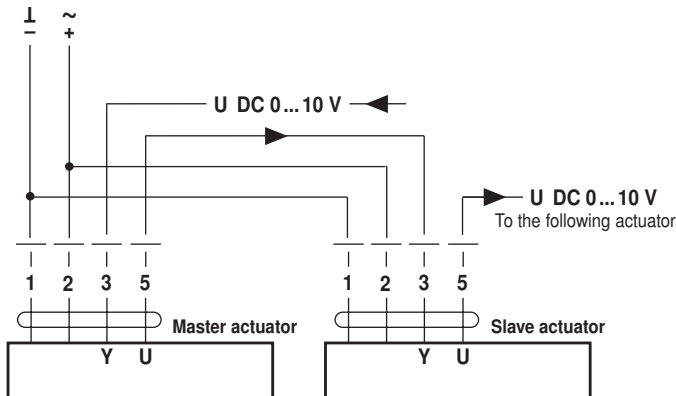 ⊥ ~
– +
U DC 0...10 V
U DC 0...10 V
To the following actuator
1 2 3 5
1 2 3 5
Master actuator
Slave actuator
Y U
Y U